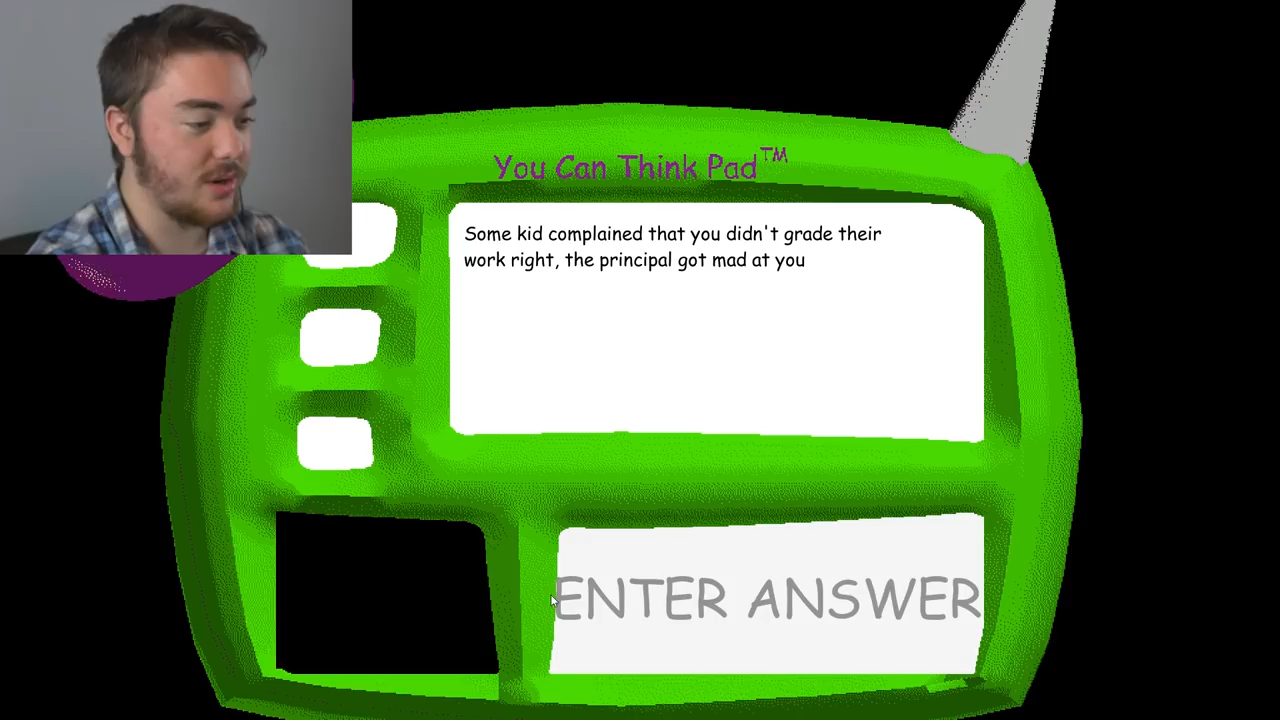 You Can Think Pad™
Some kid complained that you didn't grade their
work right, the principal got mad at you
ENTER ANSWER